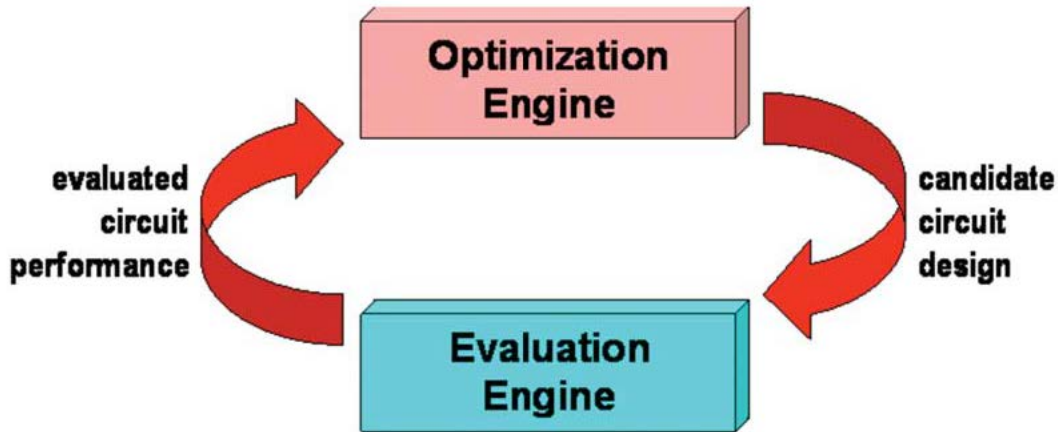 Optimization
Engine
evaluated
circuit
performance
candidate
circuit
design
Evaluation
Engine